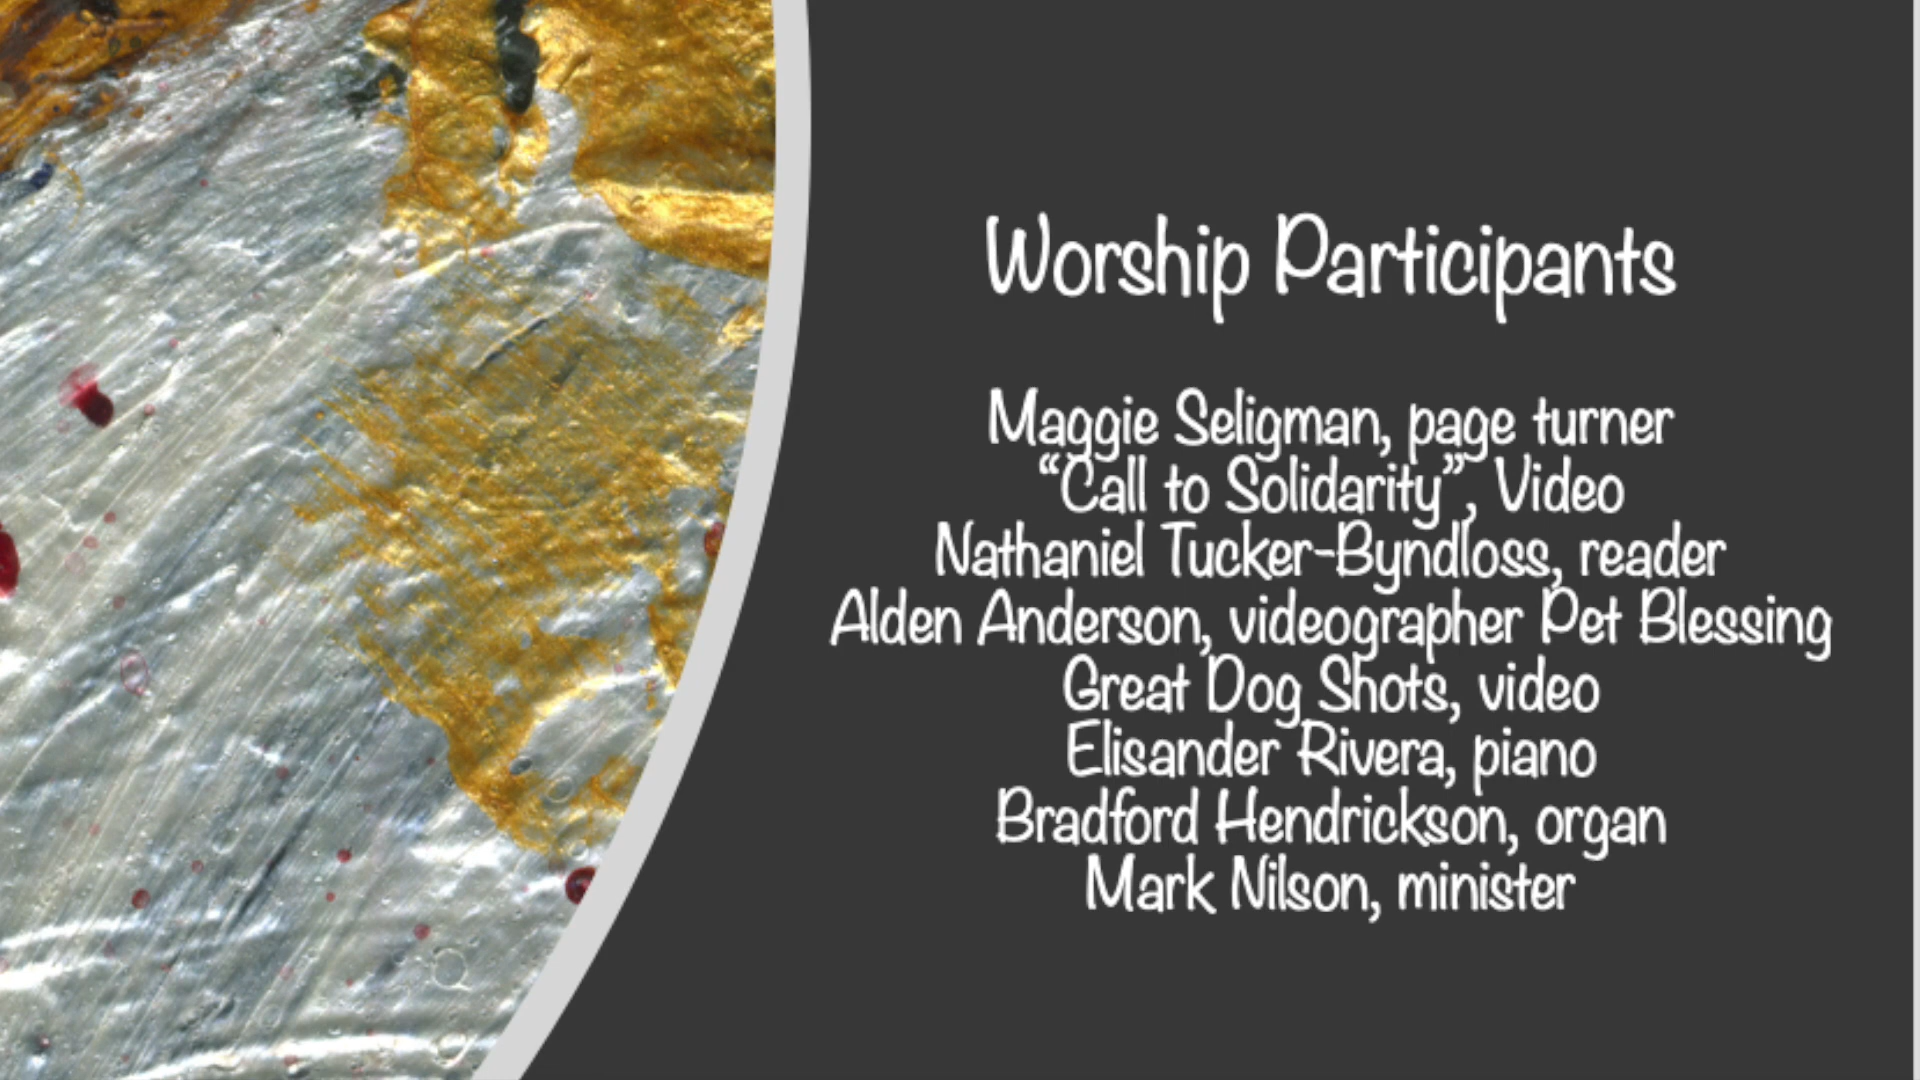 Worship Participants
Maggie Seligman, page turner
“Call to Solidarity”, Video
Nathaniel Tucker-Byndloss, reader
Alden Anderson, videographer Pet Blessing
Great Dog Shots, video
Elisander Rivera, piano
Bradford Hendrickson, organ
Mark Nilson, minister